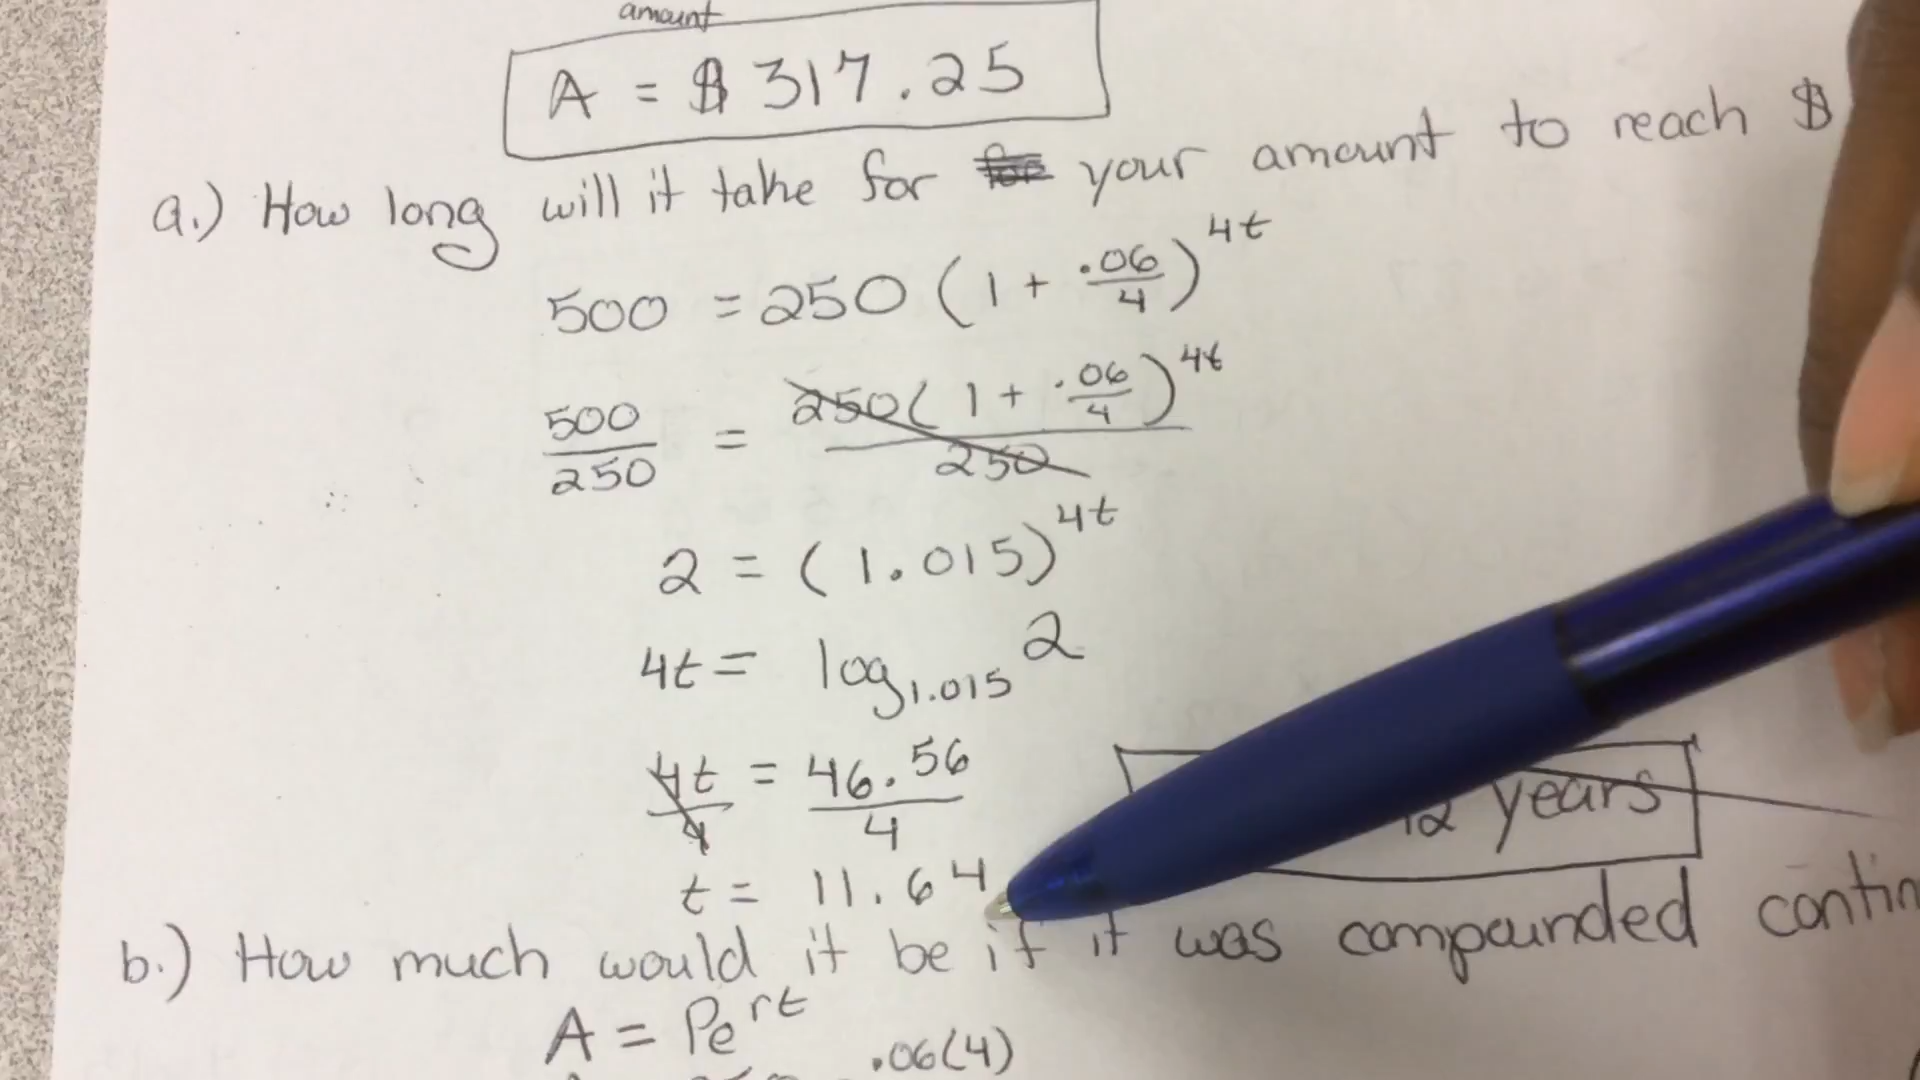 amount
A = $317.25
a.) How long will it take for your amount to reach $
500 = 250 (1 + .06/4)^4t
500/250 = 250(1 + .06/4)^4t / 250
2 = (1.015)^4t
4t = log_1.015 2
4t/4 = 46.56/4
12 years
t = 11.64
b.) How much would it be if it was compounded contin
A = Pe^rt
.06(4)